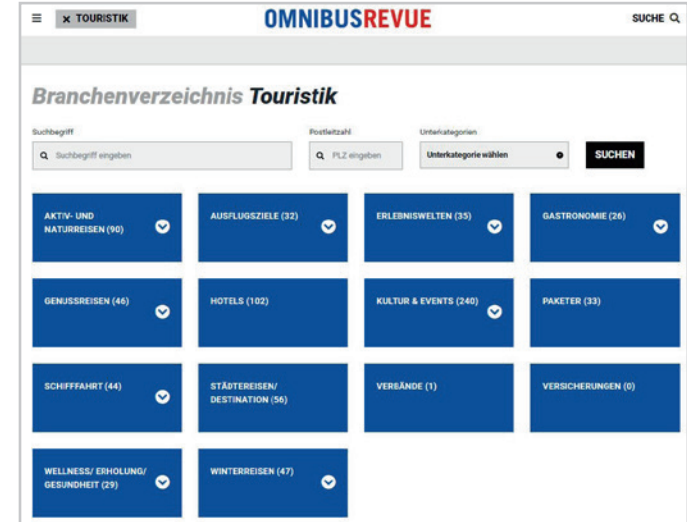 × TOURISTIK
OMNIBUSREVUE
SUCHE
Branchenverzeichnis Touristik
Suchbegriff
Postleitzahl
Unterkategorien
Suchbegriff eingeben
PLZ eingeben
Unterkategorie wählen
SUCHEN
AKTIV- UND
NATURREISEN (90)
AUSFLUGSZIELE (32)
ERLEBNISWELTEN (35)
GASTRONOMIE (26)
GENUSSREISEN (46)
HOTELS (102)
KULTUR & EVENTS (240)
PAKETER (33)
SCHIFFFAHRT (44)
STÄDTEREISEN/
DESTINATION (56)
VERBÄNDE (1)
VERSICHERUNGEN (0)
WELLNESS/ ERHOLUNG/
GESUNDHEIT (29)
WINTERREISEN (47)